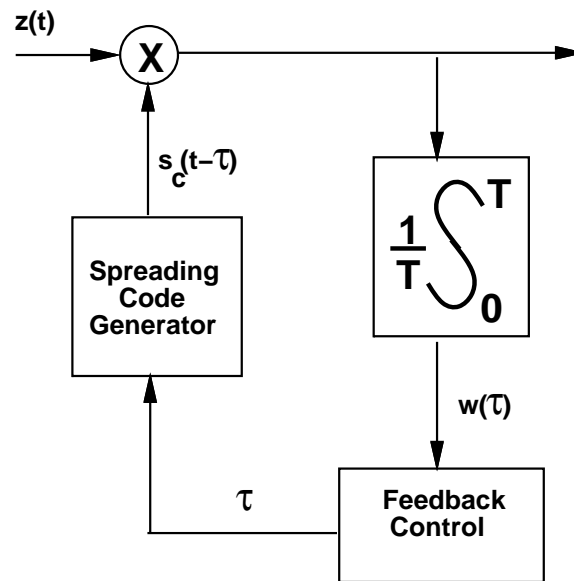 z(t)
X
s_c(t−τ)
Spreading
Code
Generator
1/T ∫ T 0
w(τ)
τ
Feedback
Control